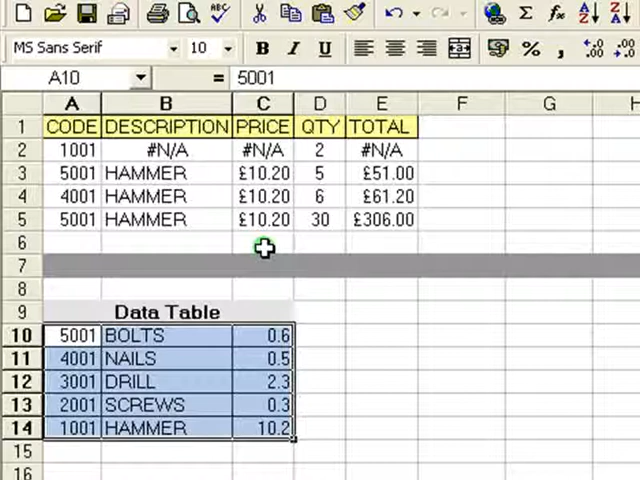 MS Sans Serif 10 B I U % ,
A10 = 5001
A B C D E F G H
1 CODE DESCRIPTION PRICE QTY TOTAL
2 1001 #N/A #N/A 2 #N/A
3 5001 HAMMER £10.20 5 £51.00
4 4001 HAMMER £10.20 6 £61.20
5 5001 HAMMER £10.20 30 £306.00
6
7
8
9 Data Table
10 5001 BOLTS 0.6
11 4001 NAILS 0.5
12 3001 DRILL 2.3
13 2001 SCREWS 0.3
14 1001 HAMMER 10.2
15
16